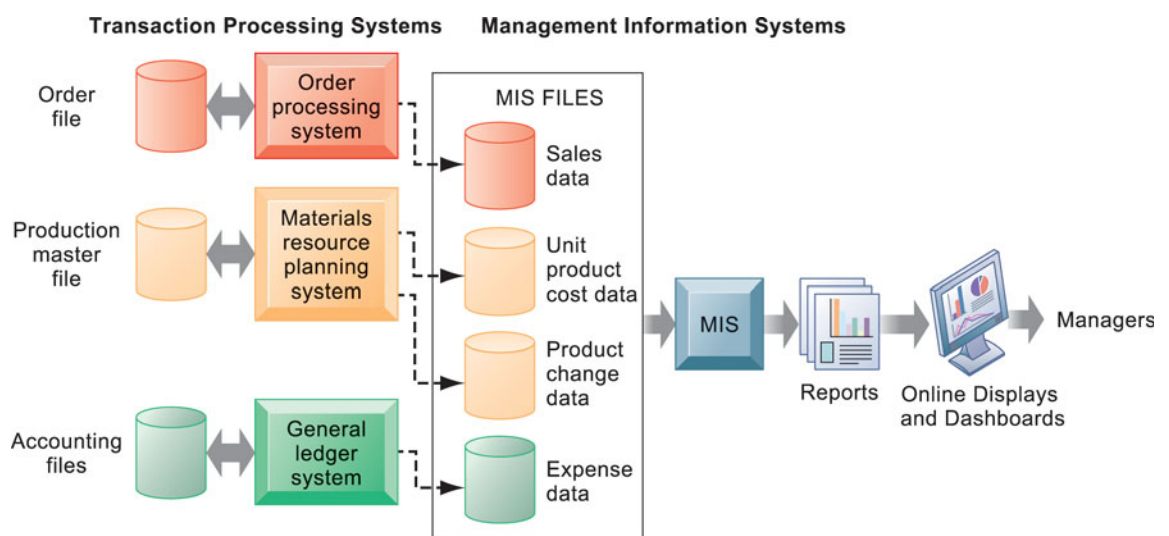 Transaction Processing Systems
Management Information Systems
Order
file
Order
processing
system
MIS FILES
Sales
data
Production
master
file
Materials
resource
planning
system
Unit
product
cost data
Product
change
data
Accounting
files
General
ledger
system
Expense
data
MIS
Reports
Online Displays
and Dashboards
Managers